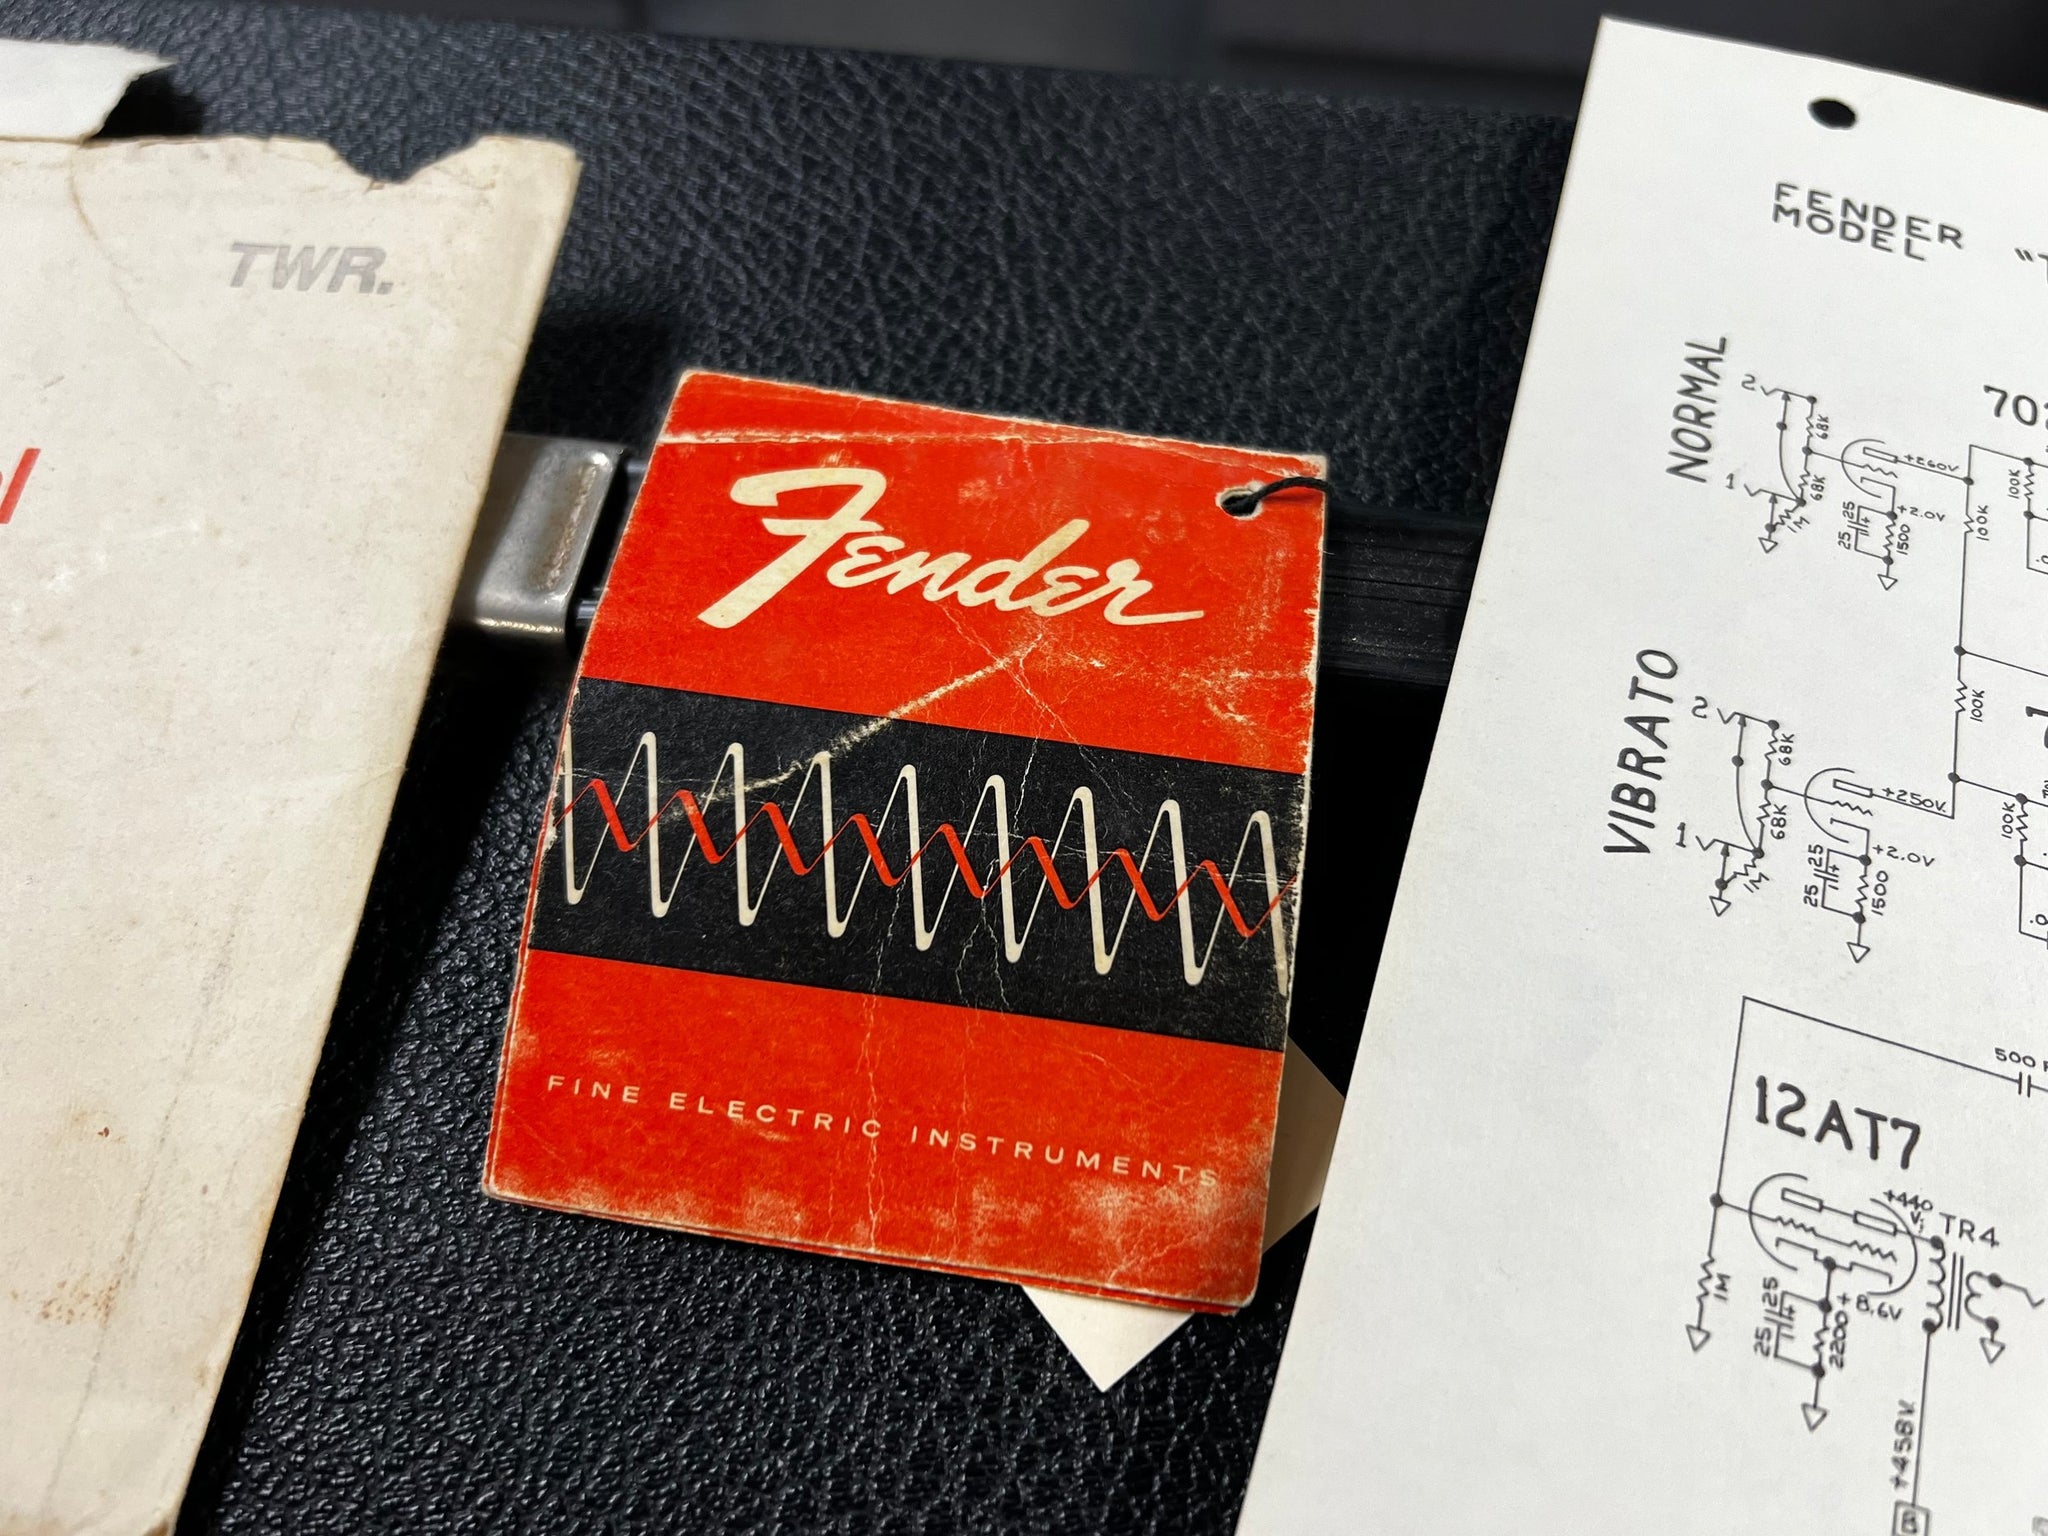 TWR.
Fender
FINE ELECTRIC INSTRUMENTS
FENDER
MODEL
NORMAL
2
68K
1
68K
+260V
25
25
+2.0V
1500
100K
100K
VIBRATO
2
68K
1
68K
+250V.
25
25
+2.0V
1500
100K
100K
500
12AT7
+440
V.
TR4
1M
25
25
2200
+
8.6V
+458V.
B